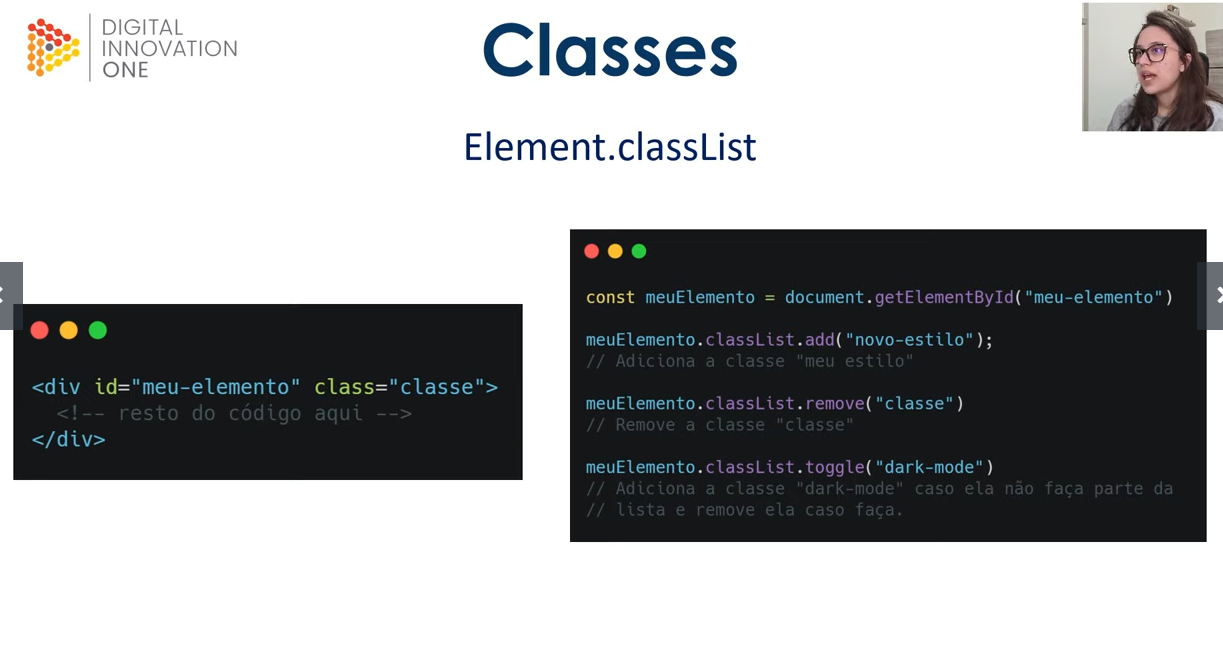 DIGITAL
INNOVATION
ONE
Classes
Element.classList
<div id="meu-elemento" class="classe">
<!-- resto do código aqui -->
</div>
const meuElemento = document.getElementById("meu-elemento")
meuElemento.classList.add("novo-estilo");
// Adiciona a classe "meu estilo"
meuElemento.classList.remove("classe")
// Remove a classe "classe"
meuElemento.classList.toggle("dark-mode")
// Adiciona a classe "dark-mode" caso ela não faça parte da
// lista e remove ela caso faça.